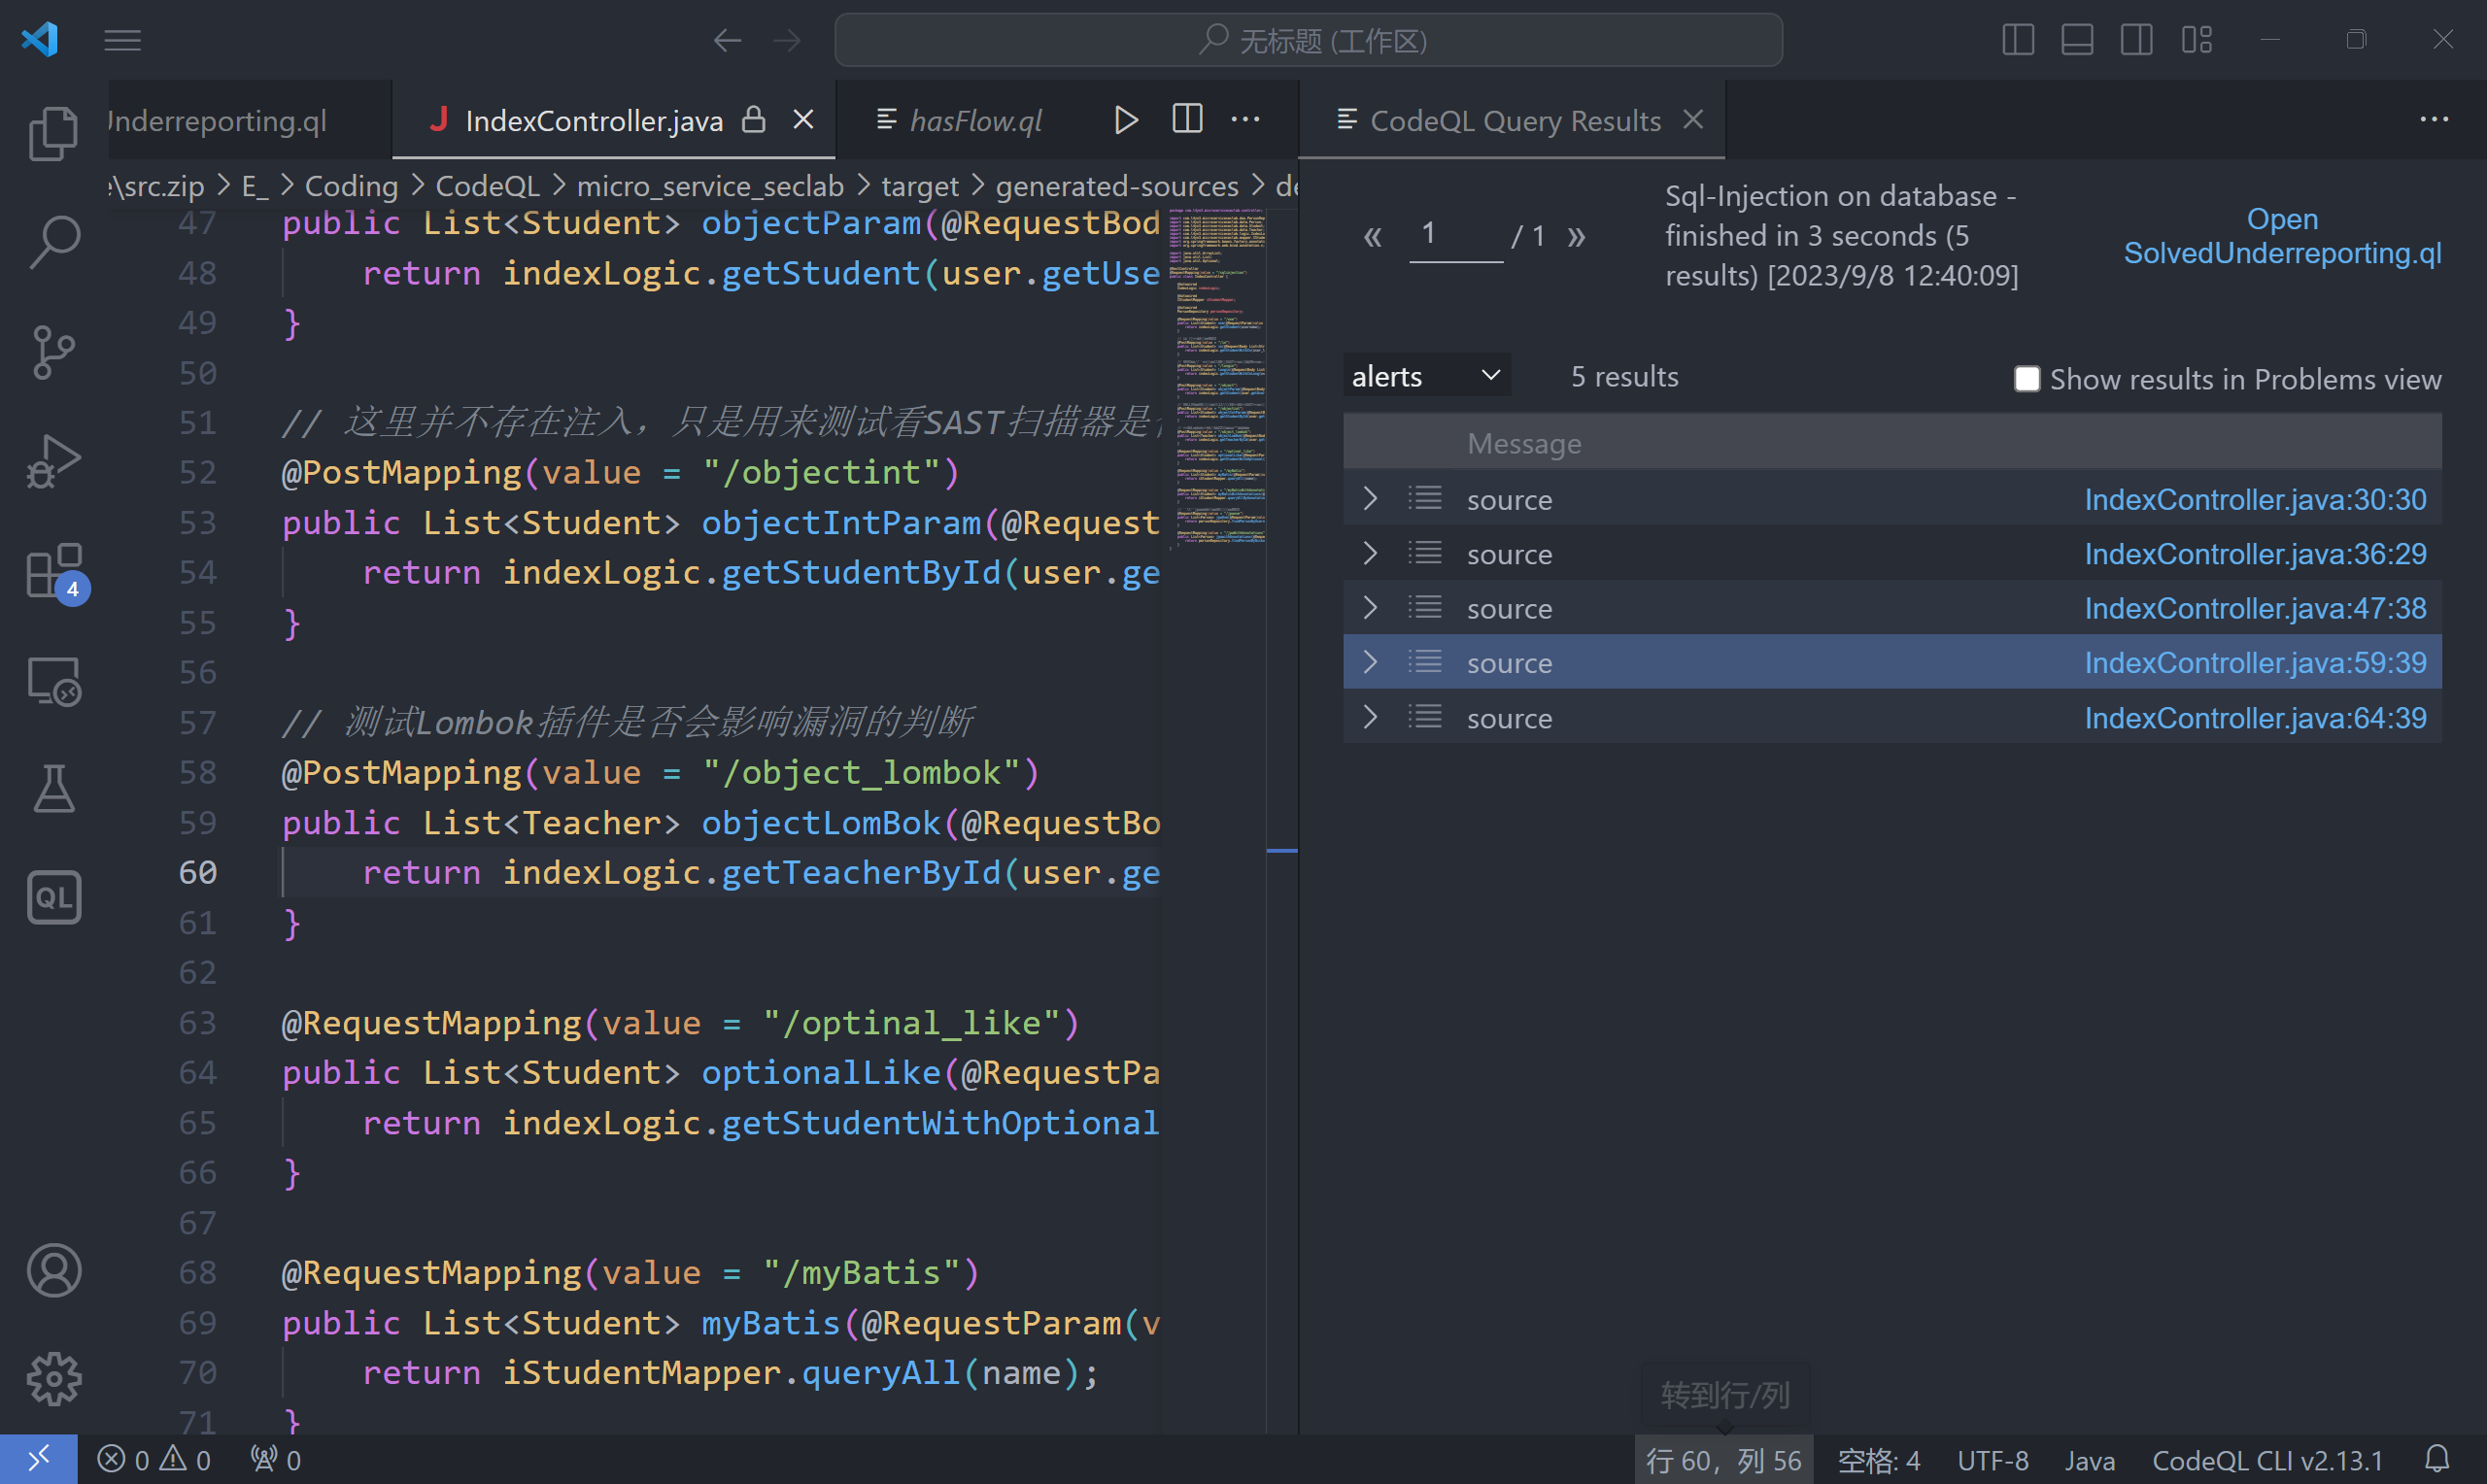 无标题 (工作区)
Underreporting.ql
J IndexController.java
hasFlow.ql
CodeQL Query Results
e\src.zip > E_ > Coding > CodeQL > micro_service_seclab > target > generated-sources > de
47 public List<Student> objectParam(@RequestBod
48 return indexLogic.getStudent(user.getUse
49 }
50
51 // 这里并不存在注入，只是用来测试看SAST扫描器是
52 @PostMapping(value = "/objectint")
53 public List<Student> objectIntParam(@Request
54 return indexLogic.getStudentById(user.ge
55 }
56
57 // 测试Lombok插件是否会影响漏洞的判断
58 @PostMapping(value = "/object_lombok")
59 public List<Teacher> objectLomBok(@RequestBo
60 return indexLogic.getTeacherById(user.ge
61 }
62
63 @RequestMapping(value = "/optinal_like")
64 public List<Student> optionalLike(@RequestPa
65 return indexLogic.getStudentWithOptional
66 }
67
68 @RequestMapping(value = "/myBatis")
69 public List<Student> myBatis(@RequestParam(v
70 return iStudentMapper.queryAll(name);
71 }
« 1 / 1 »
Sql-Injection on database -
finished in 3 seconds (5
results) [2023/9/8 12:40:09]
Open
SolvedUnderreporting.ql
alerts
5 results
Show results in Problems view
Message
source IndexController.java:30:30
source IndexController.java:36:29
source IndexController.java:47:38
source IndexController.java:59:39
source IndexController.java:64:39
4
QL
转到行/列
0 0 0
行 60，列 56
空格: 4
UTF-8
Java
CodeQL CLI v2.13.1